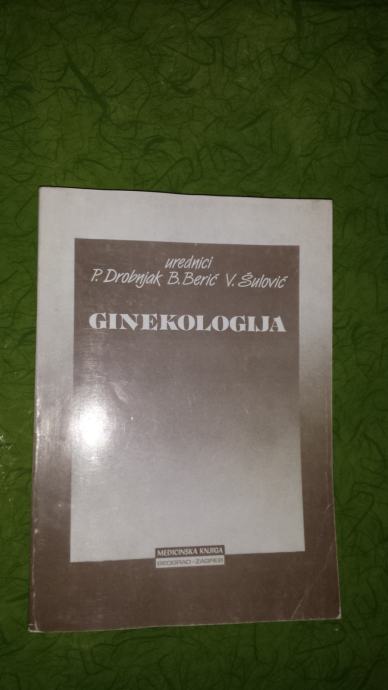 urednici
P. Drobnjak B. Berić V. Šulović
GINEKOLOGIJA
MEDICINSKA KNJIGA
BEOGRAD-ZAGREB